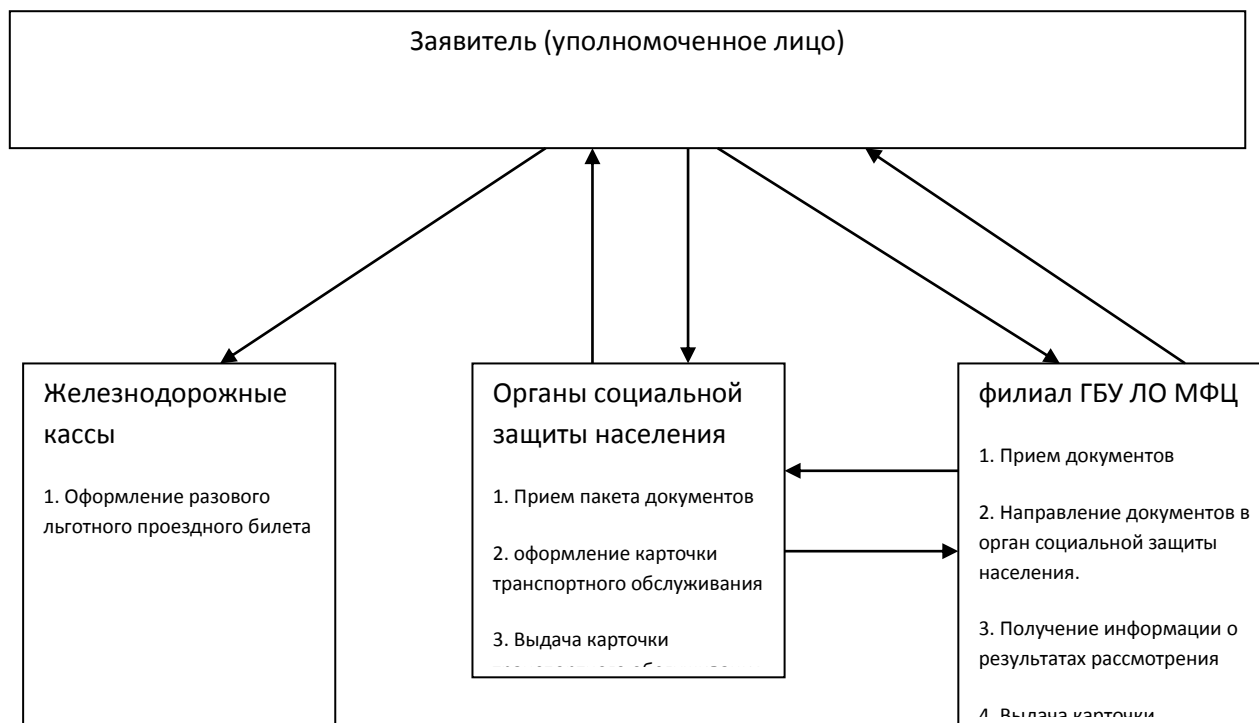 Заявитель (уполномоченное лицо)
Железнодорожные
кассы
1. Оформление разового
льготного проездного билета
Органы социальной
защиты населения
1. Прием пакета документов
2. оформление карточки
транспортного обслуживания
3. Выдача карточки
филиал ГБУ ЛО МФЦ
1. Прием документов
2. Направление документов в
орган социальной защиты
населения.
3. Получение информации о
результатах рассмотрения
4. Выдача карточки